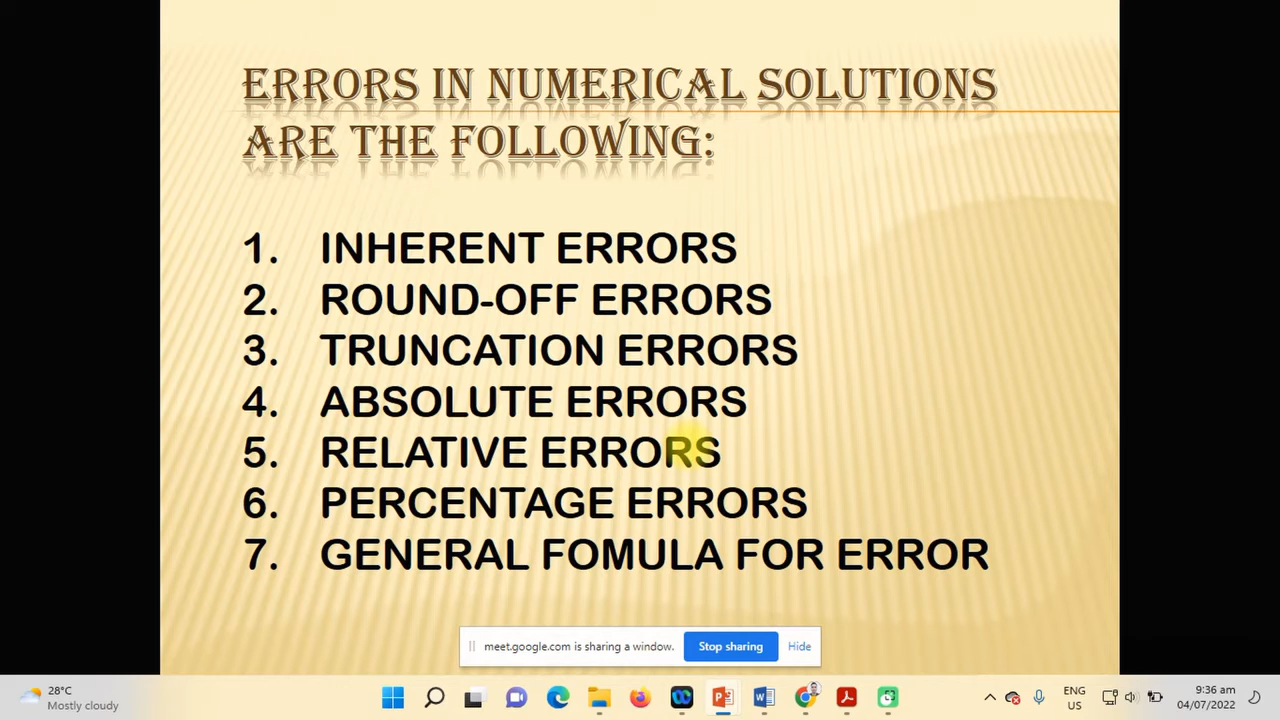 ERRORS IN NUMERICAL SOLUTIONS
ARE THE FOLLOWING:
1. INHERENT ERRORS
2. ROUND-OFF ERRORS
3. TRUNCATION ERRORS
4. ABSOLUTE ERRORS
5. RELATIVE ERRORS
6. PERCENTAGE ERRORS
7. GENERAL FOMULA FOR ERROR
meet.google.com is sharing a window. Stop sharing Hide
28°C
Mostly cloudy
ENG
US
9:36 am
04/07/2022